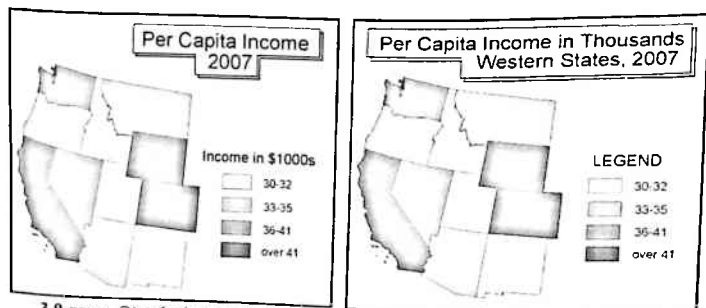 Per Capita Income
2007
Income in $1000s
30-32
33-35
36-41
over 41
Per Capita Income in Thousands
Western States, 2007
LEGEND
30-32
33-35
36-41
over 41